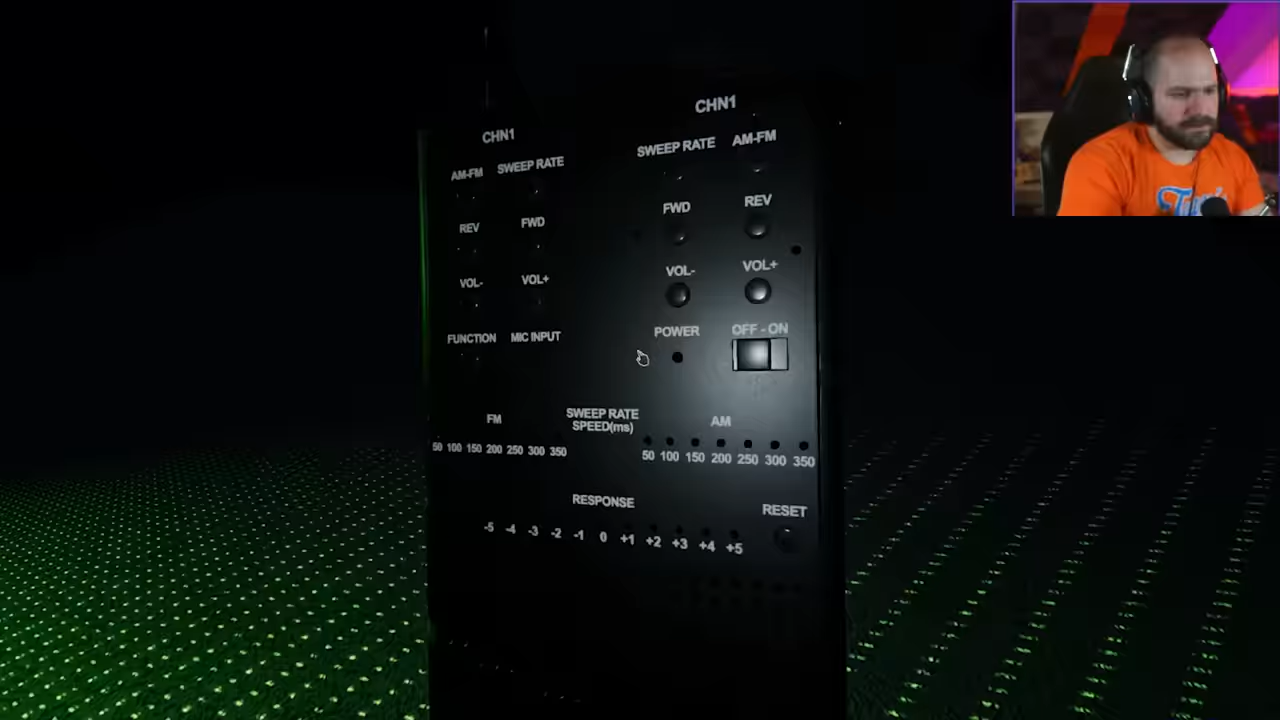 CHN1
CHN1
AM-FM SWEEP RATE
SWEEP RATE AM-FM
REV FWD
FWD REV
VOL- VOL+
VOL- VOL+
FUNCTION MIC INPUT
POWER OFF - ON
FM
SWEEP RATE
SPEED(ms)
AM
50 100 150 200 250 300 350
50 100 150 200 250 300 350
RESPONSE
RESET
-5 -4 -3 -2 -1 0 +1 +2 +3 +4 +5